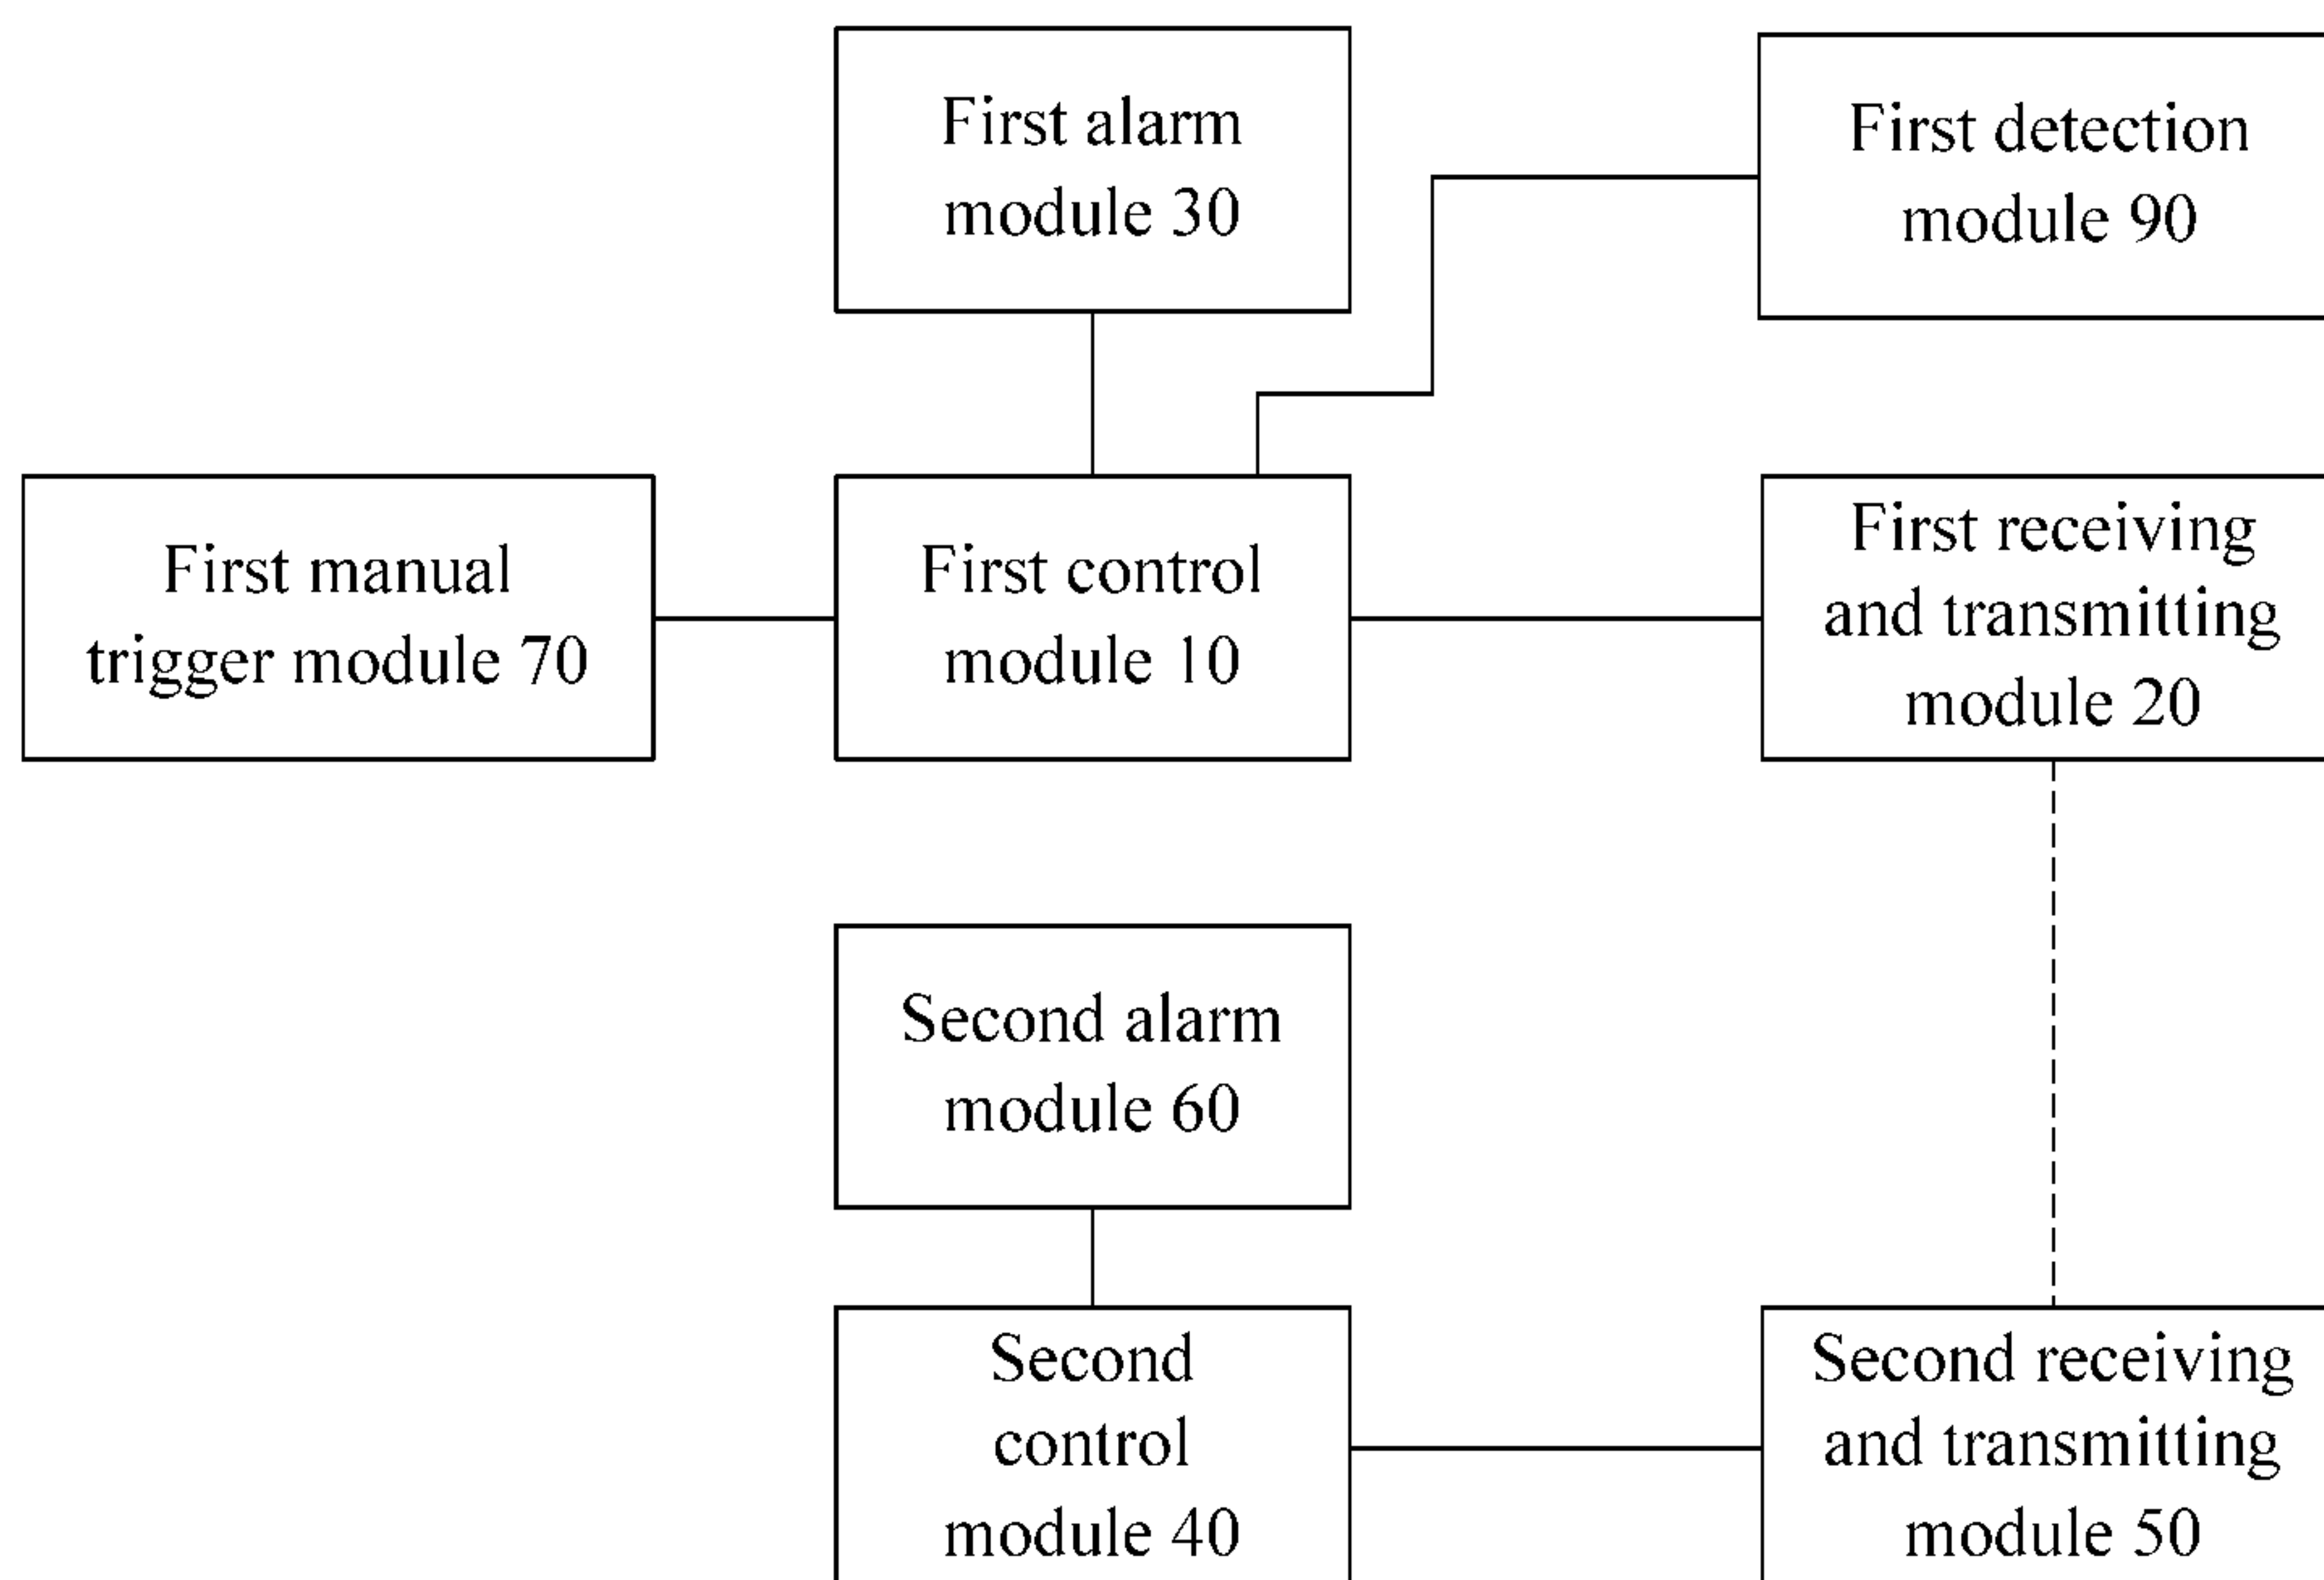 First alarm
module 30
First detection
module 90
First manual
trigger module 70
First control
module 10
First receiving
and transmitting
module 20
Second alarm
module 60
Second
control
module 40
Second receiving
and transmitting
module 50